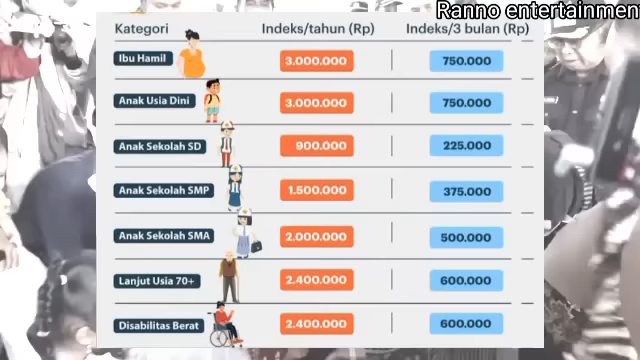 Ranno entertainmen
Kategori Indeks/tahun (Rp) Indeks/3 bulan (Rp)
Ibu Hamil 3.000.000 750.000
Anak Usia Dini 3.000.000 750.000
Anak Sekolah SD 900.000 225.000
Anak Sekolah SMP 1.500.000 375.000
Anak Sekolah SMA 2.000.000 500.000
Lanjut Usia 70+ 2.400.000 600.000
Disabilitas Berat 2.400.000 600.000